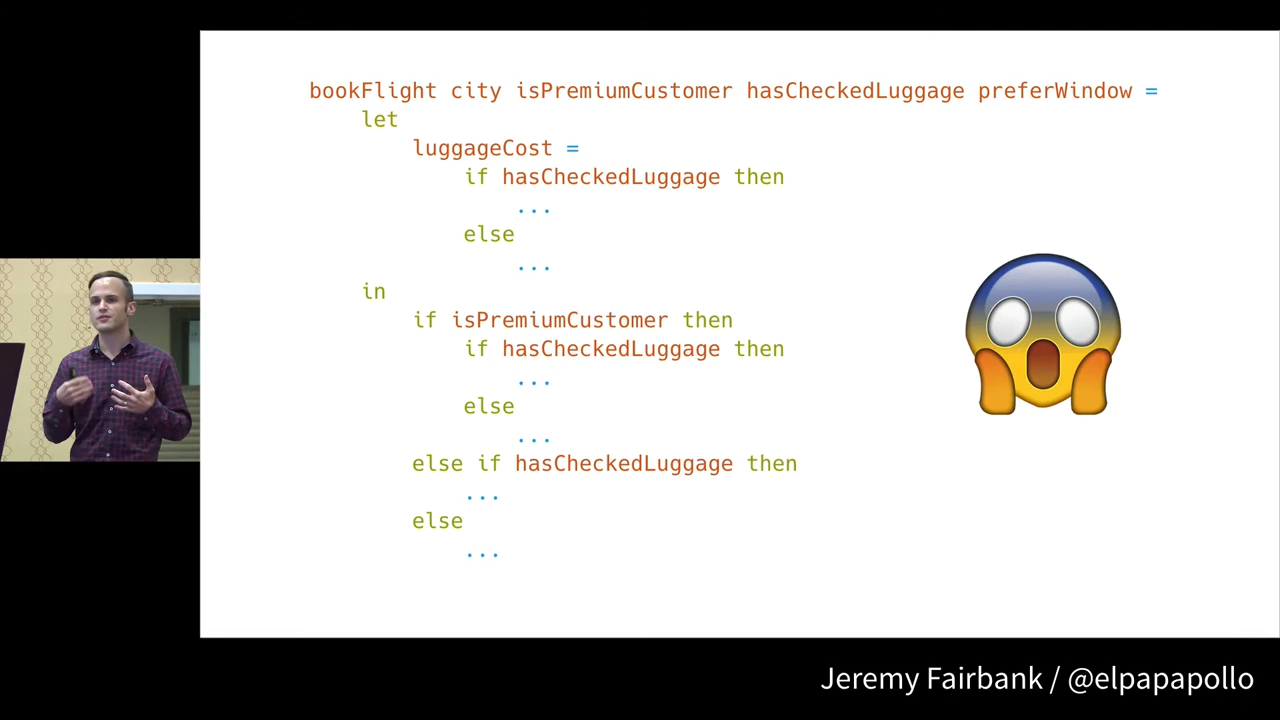 bookFlight city isPremiumCustomer hasCheckedLuggage preferWindow =
let
luggageCost =
if hasCheckedLuggage then
...
else
...
in
if isPremiumCustomer then
if hasCheckedLuggage then
...
else
...
else if hasCheckedLuggage then
...
else
...
Jeremy Fairbank / @elpapapollo